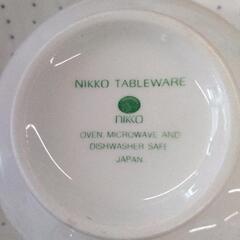 NIKKO TABLEWARE
NIKKO
OVEN, MICROWAVE AND
DISHWASHER SAFE
JAPAN